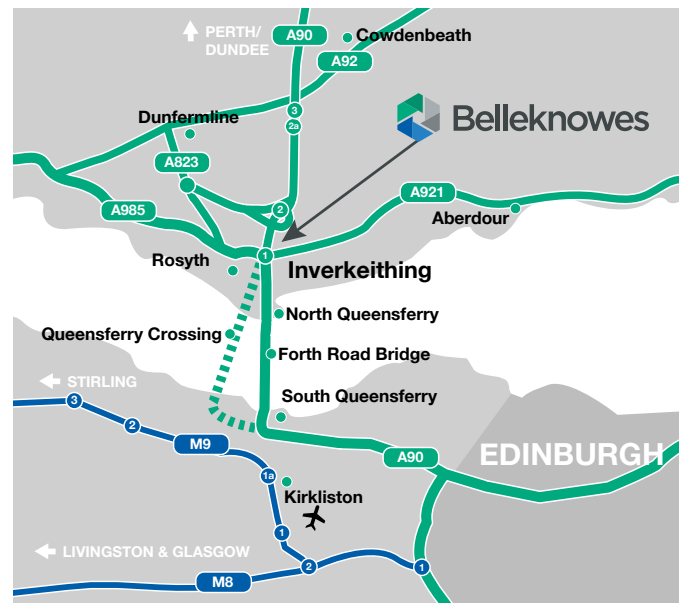 PERTH/
DUNDEE
A90
Cowdenbeath
A92
3
2a
Dunfermline
Belleknowes
A823
A921
A985
2
Aberdour
1
Rosyth
Inverkeithing
North Queensferry
Queensferry Crossing
Forth Road Bridge
STIRLING
South Queensferry
3
2
M9
A90
EDINBURGH
1a
Kirkliston
1
LIVINGSTON & GLASGOW
2
1
M8